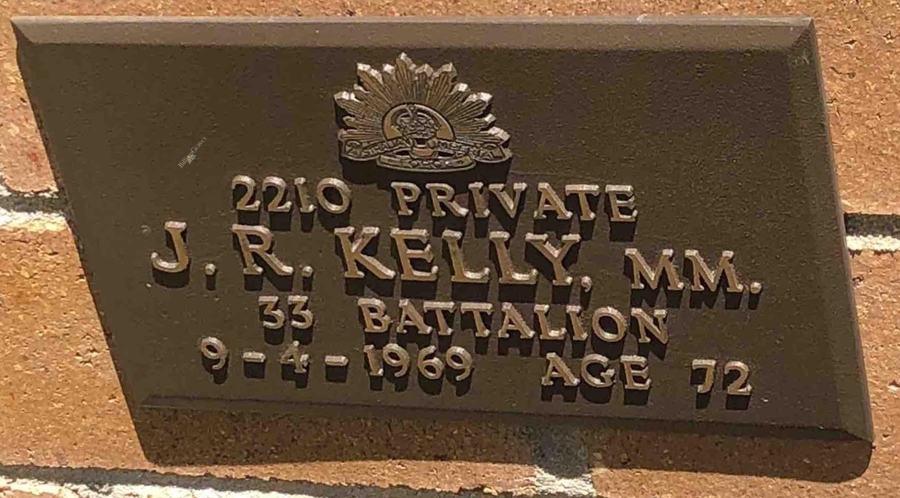 2210 PRIVATE
J. R. KELLY, MM.
33 BATTALION
9-4-1969 AGE 72